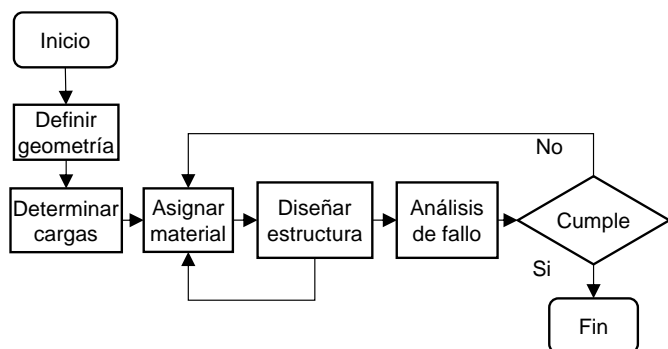 Inicio
Definir
geometría
Determinar
cargas
Asignar
material
Diseñar
estructura
Análisis
de fallo
Cumple
No
Si
Fin